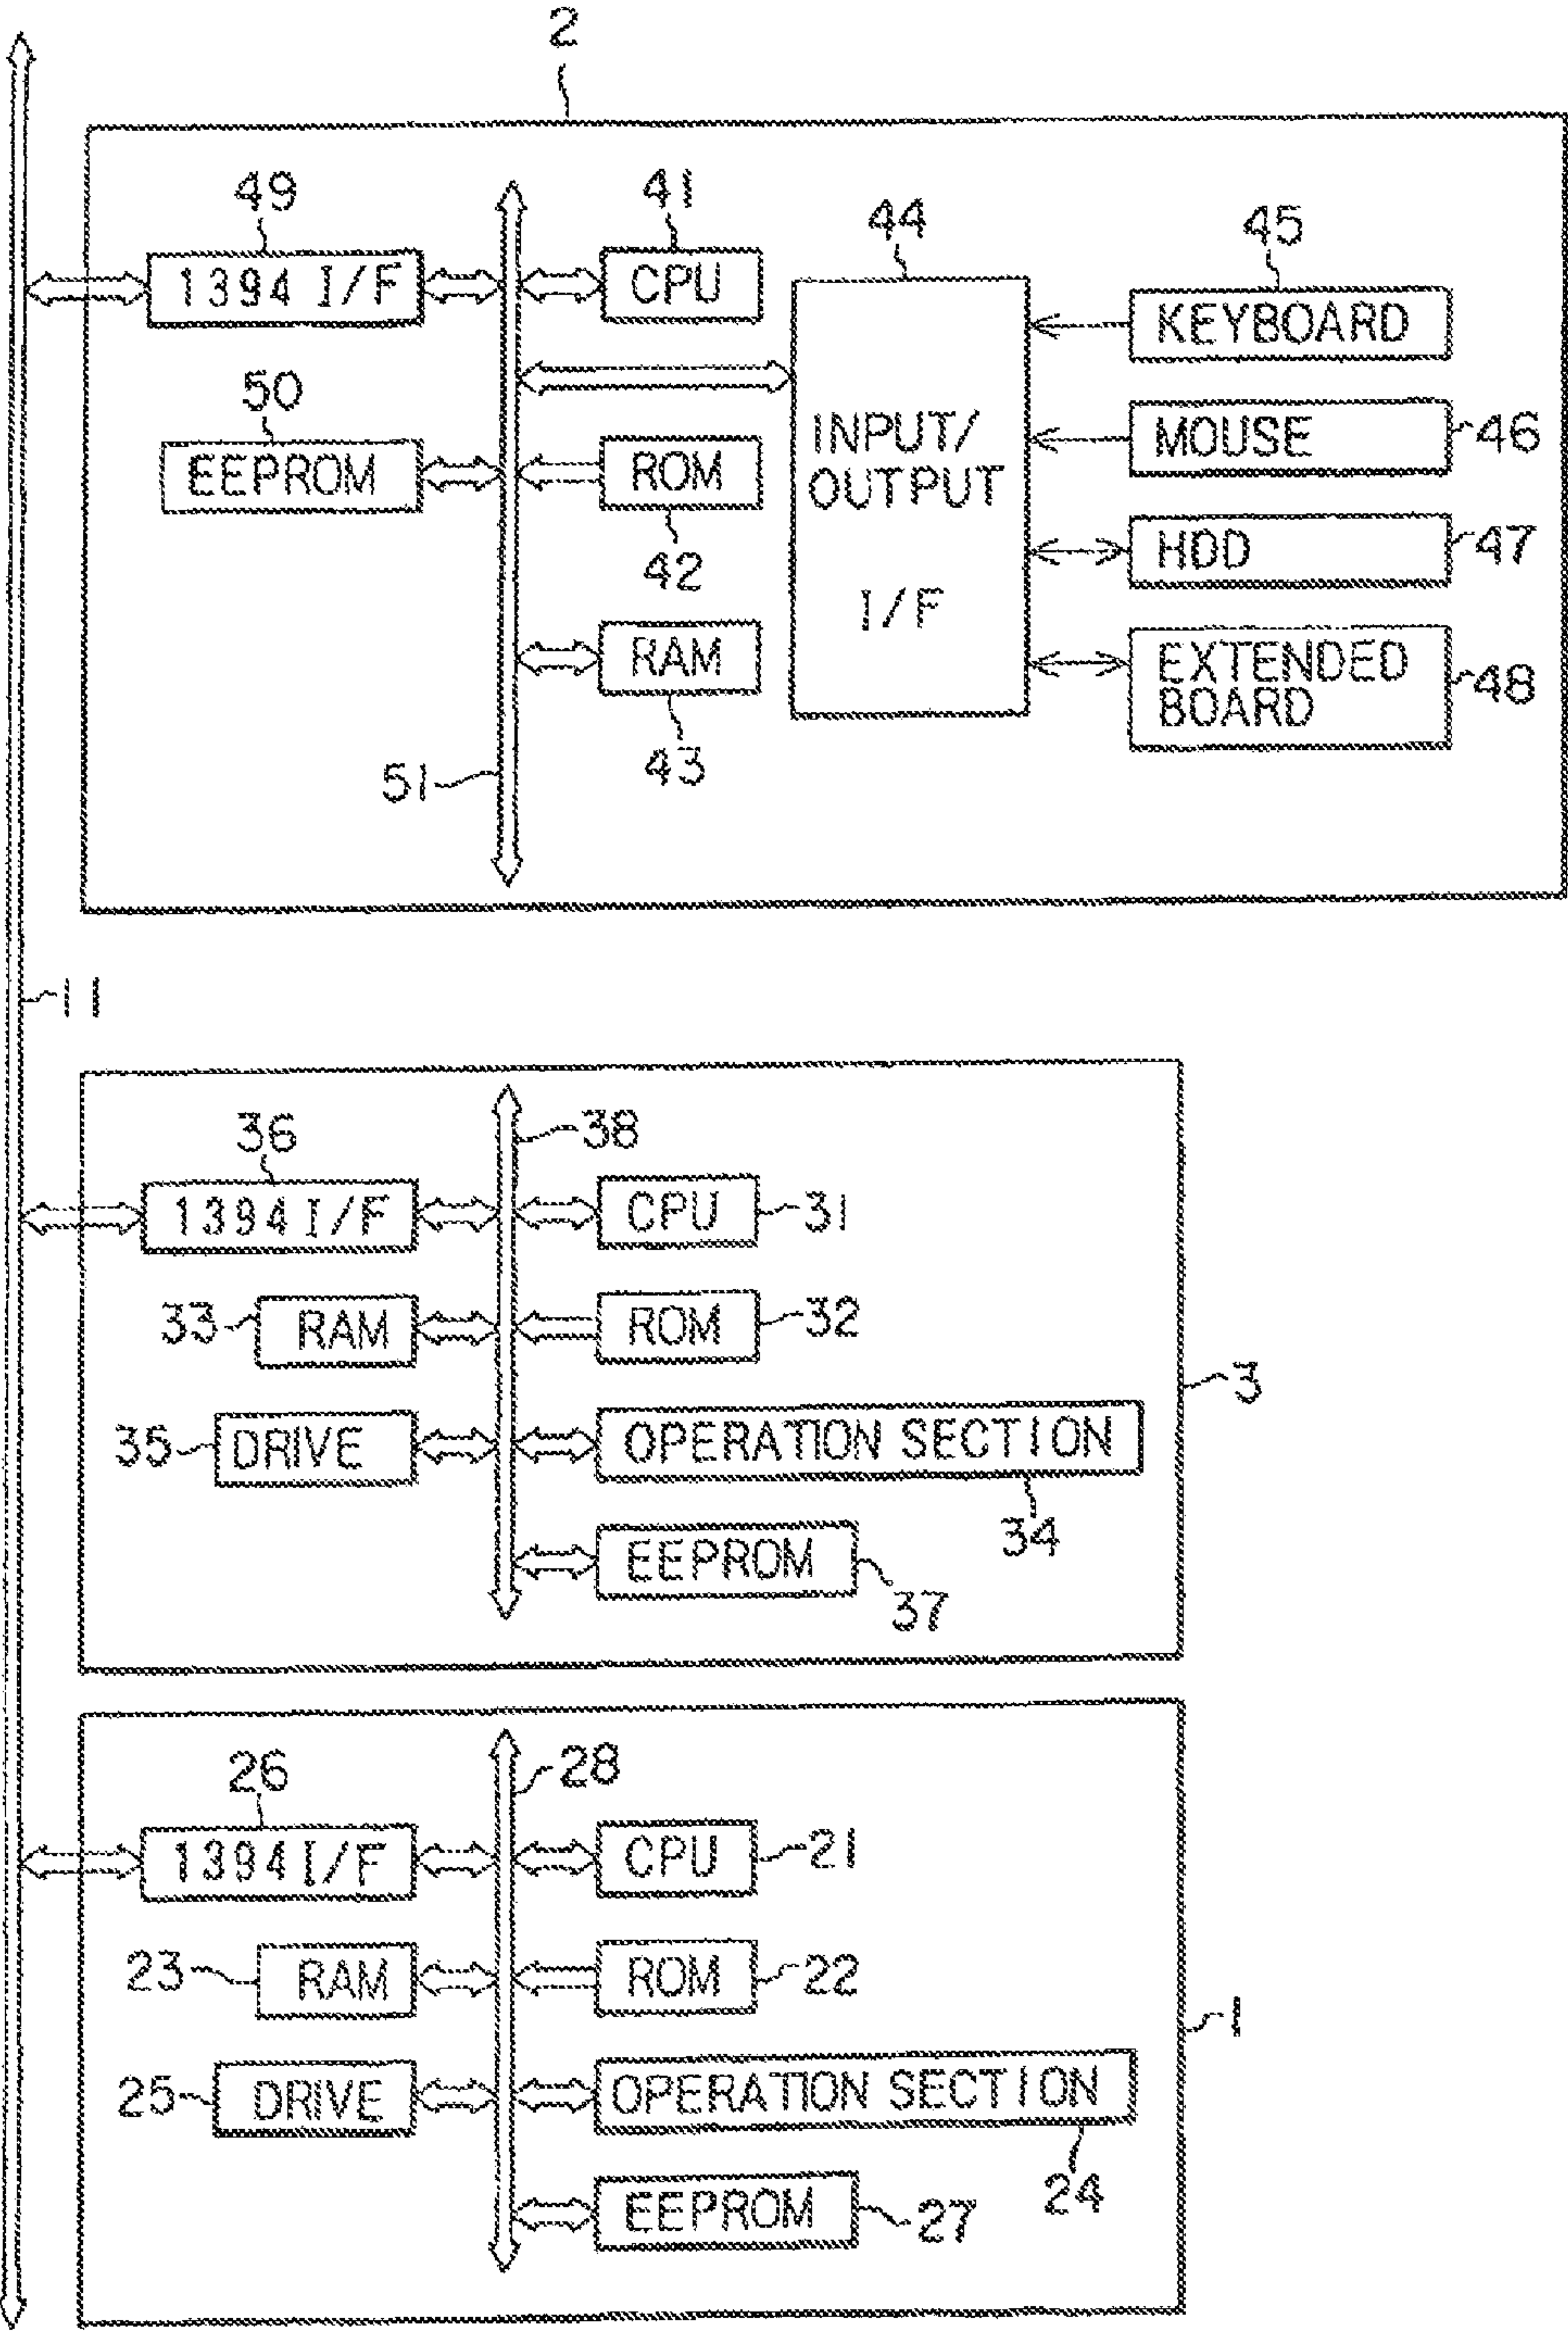 2
49
41
44
45
1394 I/F
CPU
KEYBOARD
50
INPUT/
OUTPUT
I/F
MOUSE
46
EEPROM
ROM
42
HDD
47
RAM
43
EXTENDED
BOARD
48
51
11
36
38
1394 I/F
CPU
31
33
RAM
ROM
32
3
35
DRIVE
OPERATION SECTION
34
EEPROM
37
26
28
1394 I/F
CPU
21
23
RAM
ROM
22
1
25
DRIVE
OPERATION SECTION
24
EEPROM
27